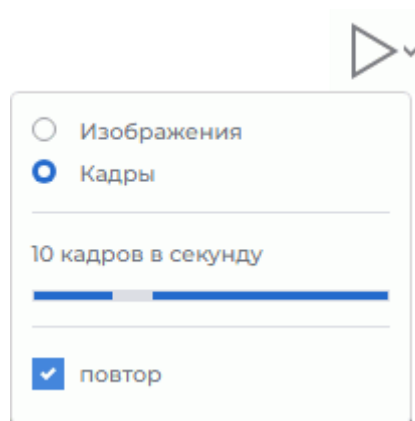 Изображения
Кадры
10 кадров в секунду
повтор